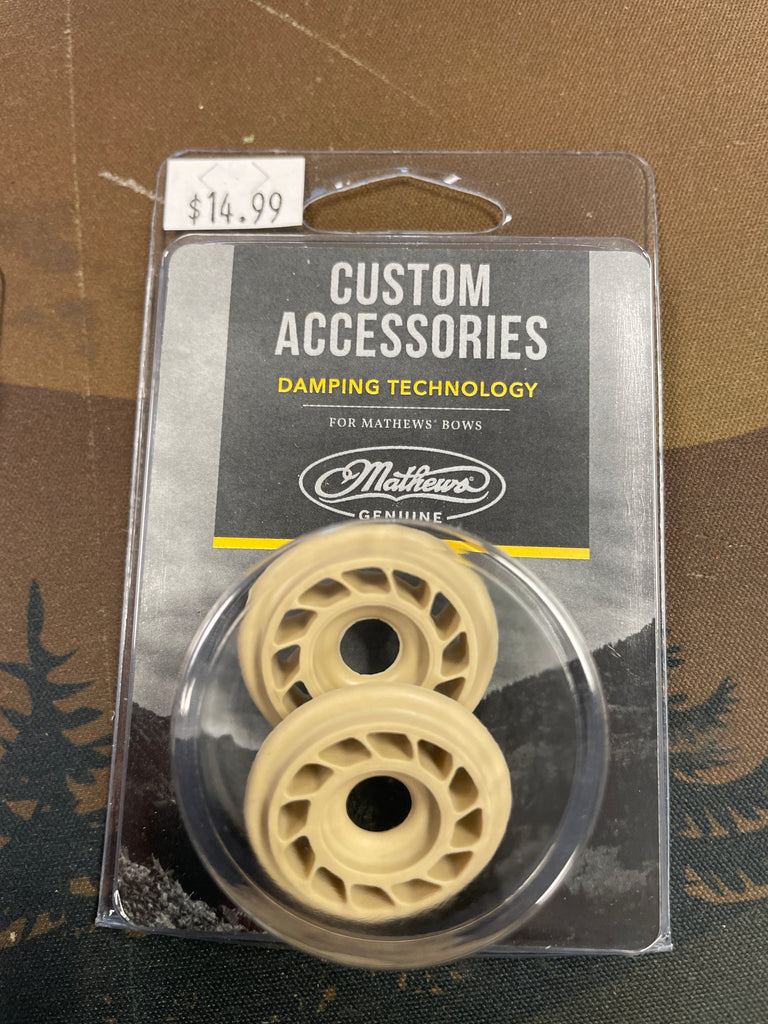 $14.99
CUSTOM
ACCESSORIES
DAMPING TECHNOLOGY
FOR MATHEWS® BOWS
Mathews®
GENUINE